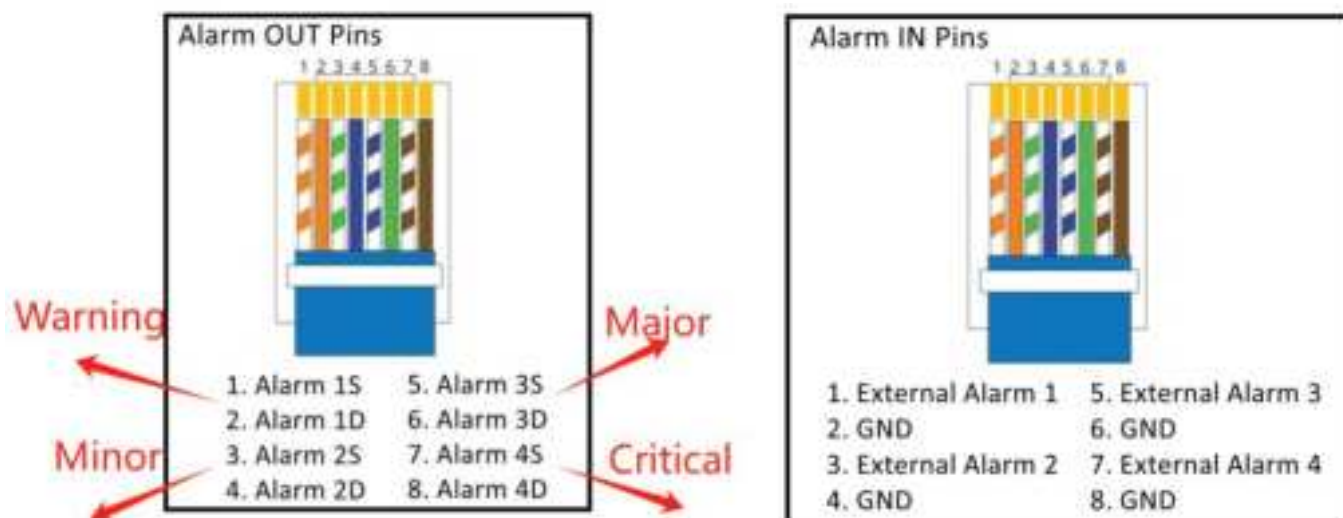 Alarm OUT Pins
1 2 3 4 5 6 7 8
Warning
Major
1. Alarm 1S 5. Alarm 3S
2. Alarm 1D 6. Alarm 3D
Minor
3. Alarm 2S 7. Alarm 4S
Critical
4. Alarm 2D 8. Alarm 4D
Alarm IN Pins
1 2 3 4 5 6 7 8
1. External Alarm 1 5. External Alarm 3
2. GND 6. GND
3. External Alarm 2 7. External Alarm 4
4. GND 8. GND